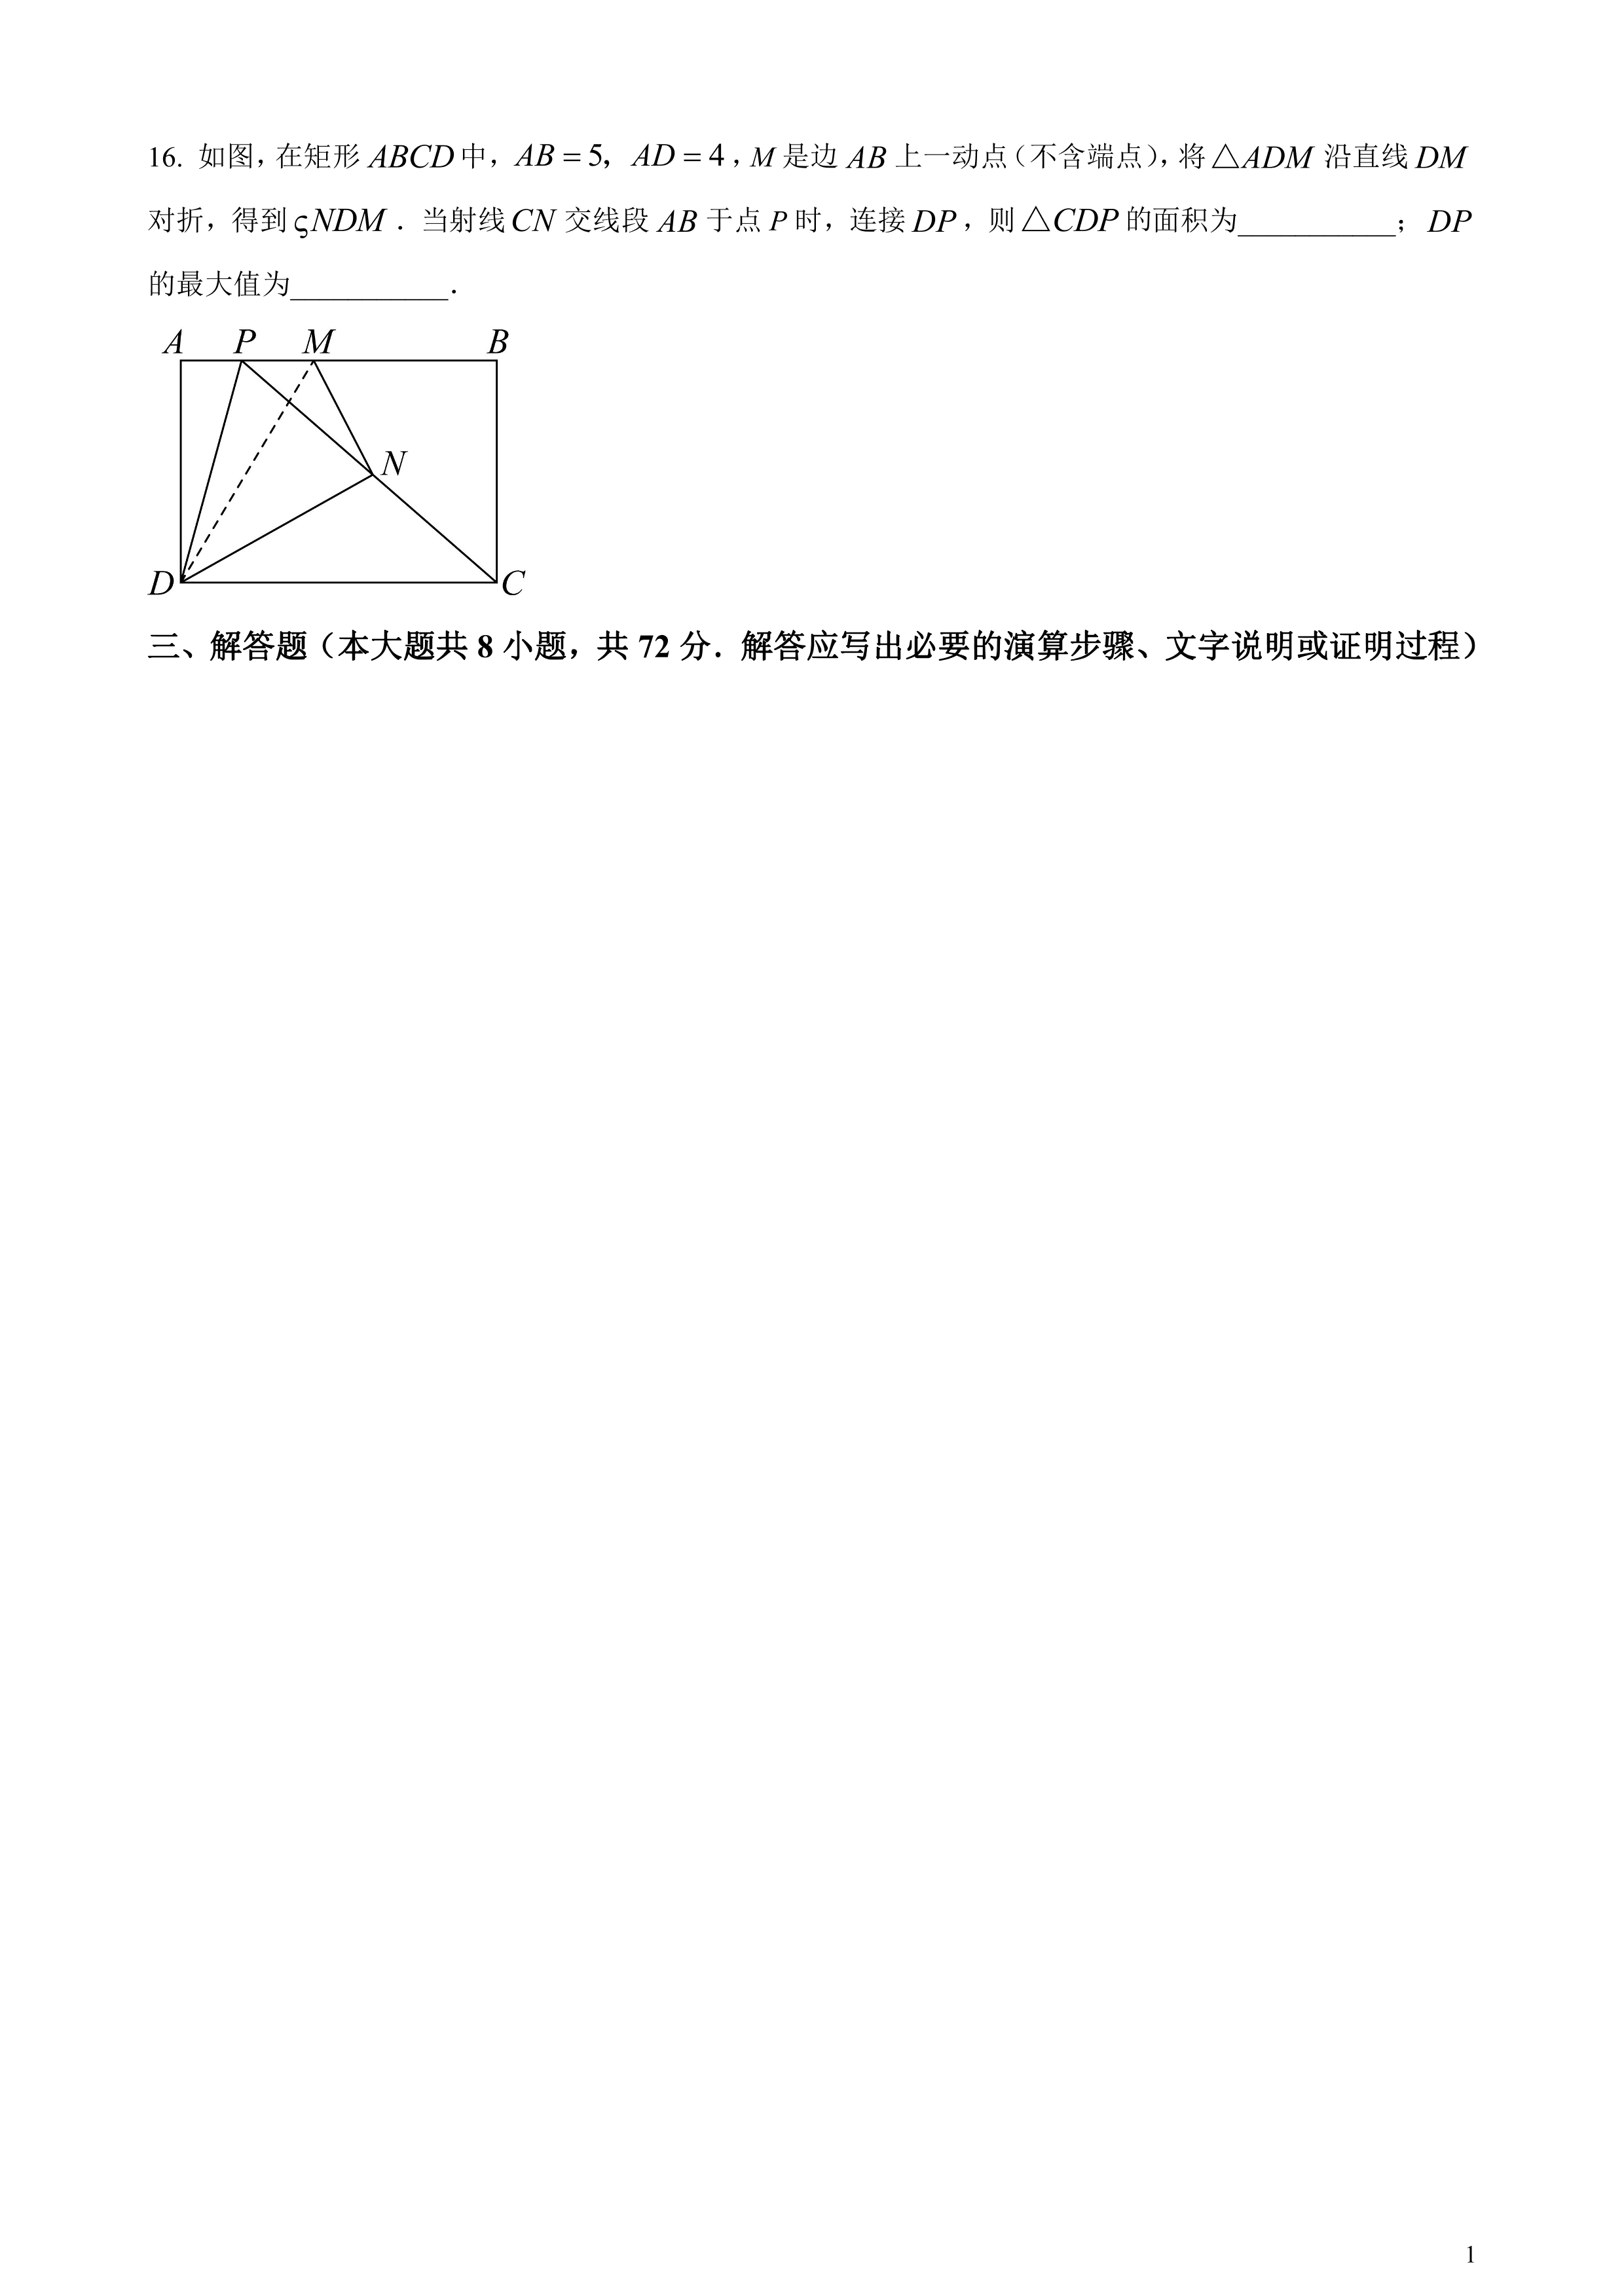 16. 如图，在矩形 ABCD 中，AB = 5，AD = 4，M 是边 AB 上一动点（不含端点），将 △ADM 沿直线 DM
对折，得到 ςNDM．当射线 CN 交线段 AB 于点 P 时，连接 DP，则 △CDP 的面积为___________；DP
的最大值为___________．
A P M B
N
D C
三、解答题（本大题共 8 小题，共 72 分．解答应写出必要的演算步骤、文字说明或证明过程）
1